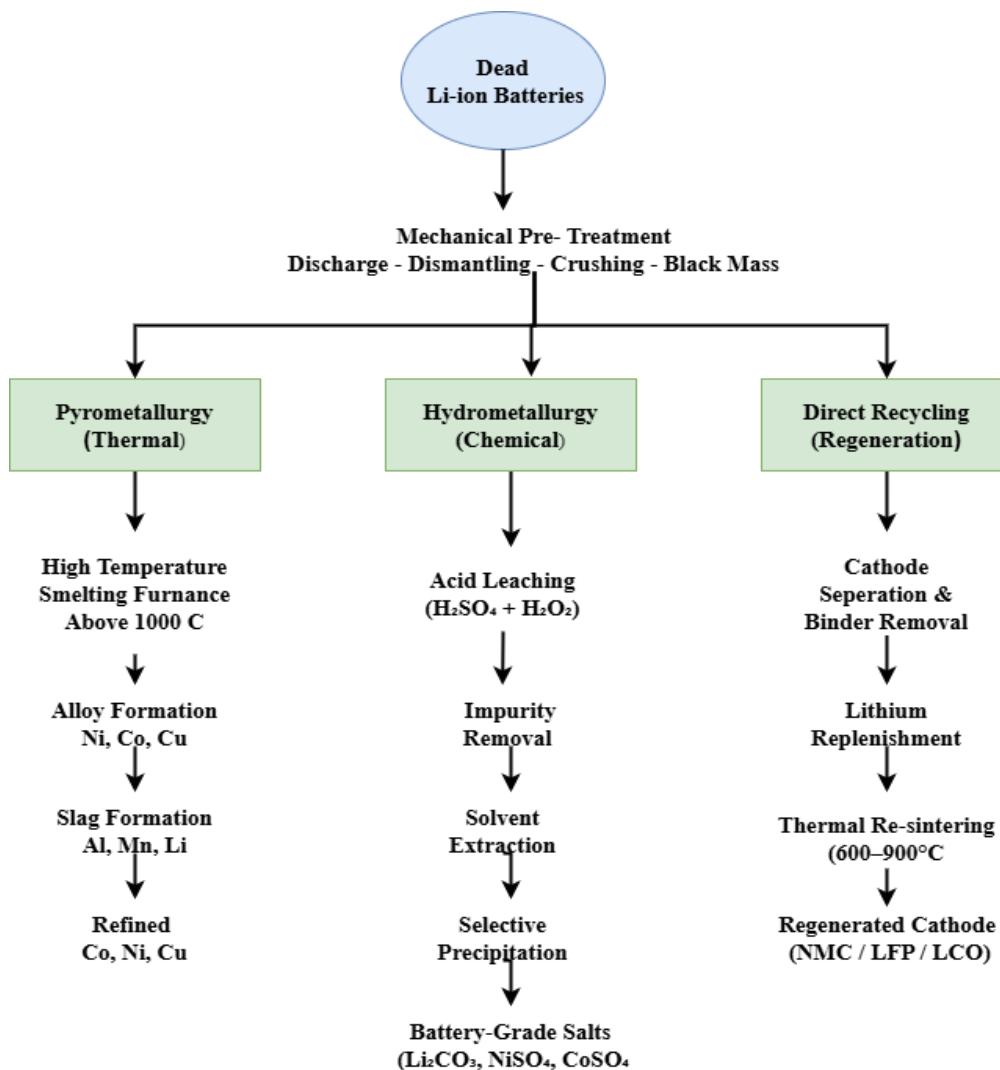 Dead
Li-ion Batteries
Mechanical Pre- Treatment
Discharge - Dismantling - Crushing - Black Mass
Pyrometallurgy
(Thermal)
High Temperature
Smelting Furnance
Above 1000 C
Alloy Formation
Ni, Co, Cu
Slag Formation
Al, Mn, Li
Refined
Co, Ni, Cu
Hydrometallurgy
(Chemical)
Acid Leaching
(H₂SO₄ + H₂O₂)
Impurity
Removal
Solvent
Extraction
Selective
Precipitation
Battery-Grade Salts
(Li₂CO₃, NiSO₄, CoSO₄
Direct Recycling
(Regeneration)
Cathode
Seperation &
Binder Removal
Lithium
Replenishment
Thermal Re-sintering
(600–900°C
Regenerated Cathode
(NMC / LFP / LCO)